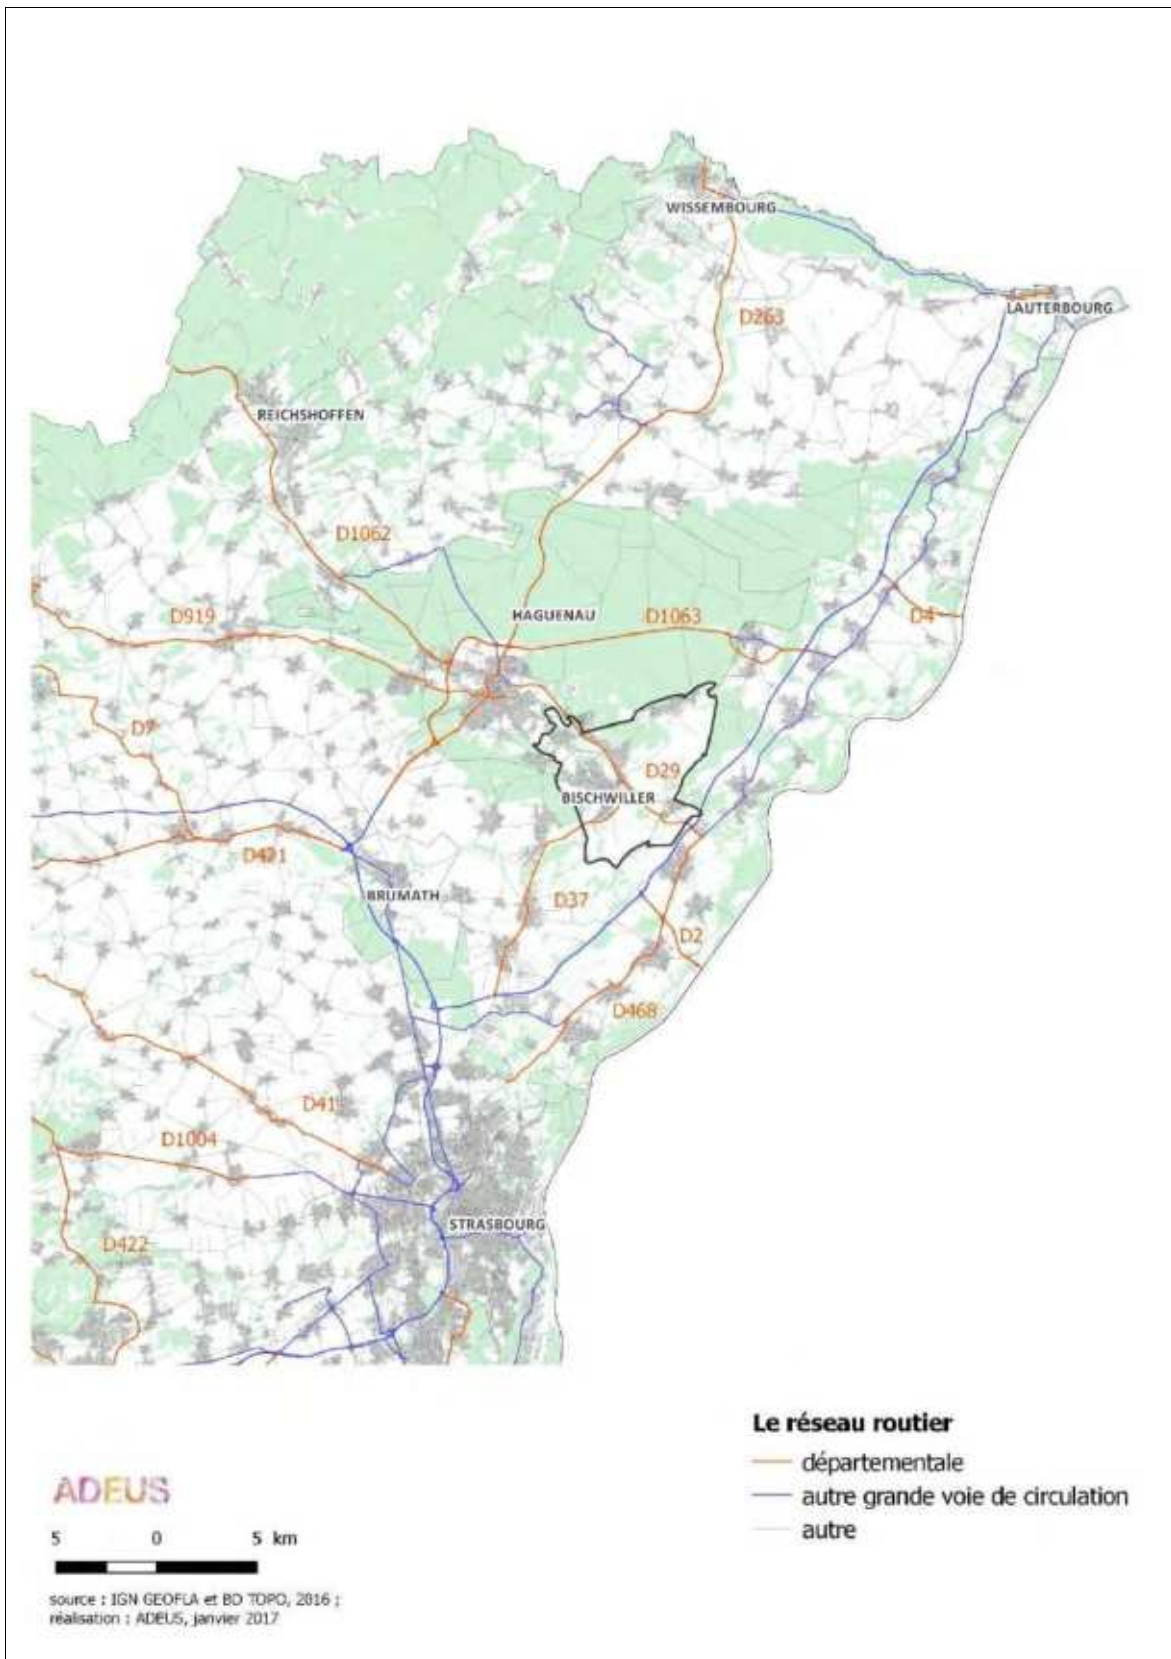 WISSEMBOURG
LAUTERBOURG
D263
REICHSHOFFEN
D1062
HAGUENAU
D919
D1063
D4
D7
D29
BISCHWILLER
D421
BRUMATH
D37
D2
D468
D41
D1004
STRASBOURG
D422
Le réseau routier
départementale
autre grande voie de circulation
autre
ADEUS
5 0 5 km
source : IGN GEOFLA et BD TOPO, 2016 ;
réalisation : ADEUS, janvier 2017